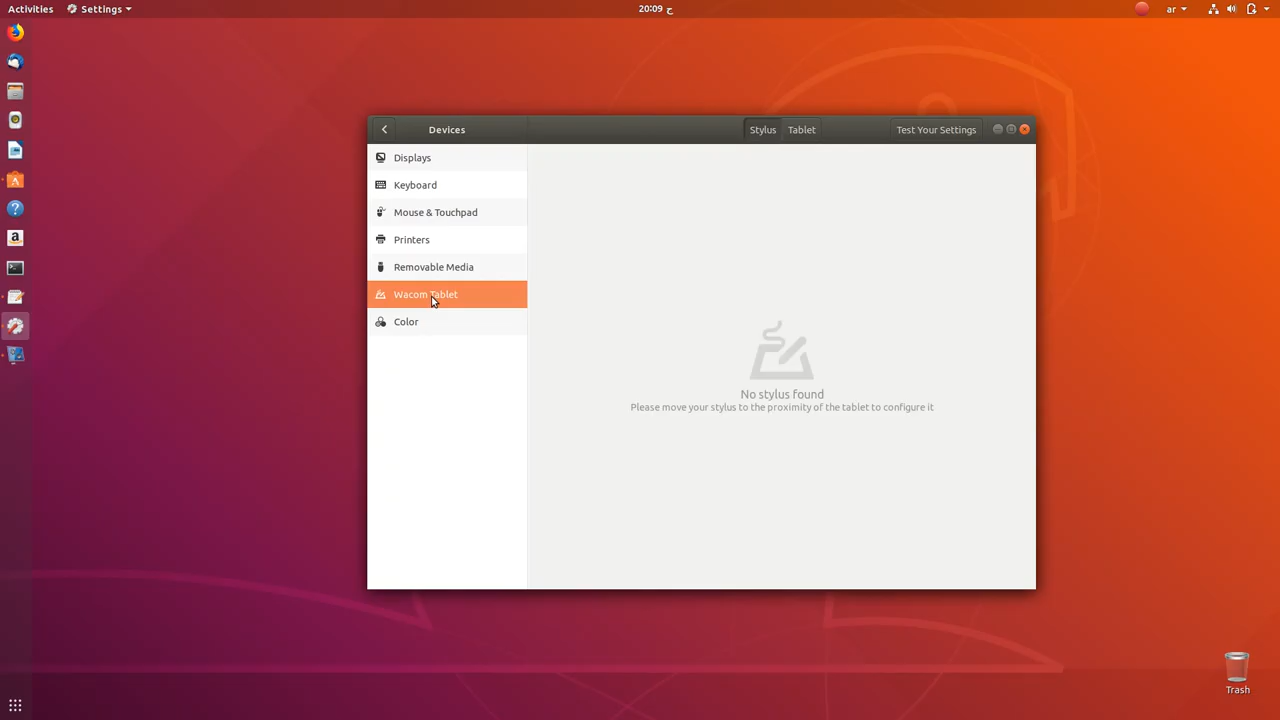 Activities
Settings
20:09 ح
ar
Devices
Stylus
Tablet
Test Your Settings
Displays
Keyboard
Mouse & Touchpad
Printers
Removable Media
Wacom Tablet
Color
No stylus found
Please move your stylus to the proximity of the tablet to configure it
Trash